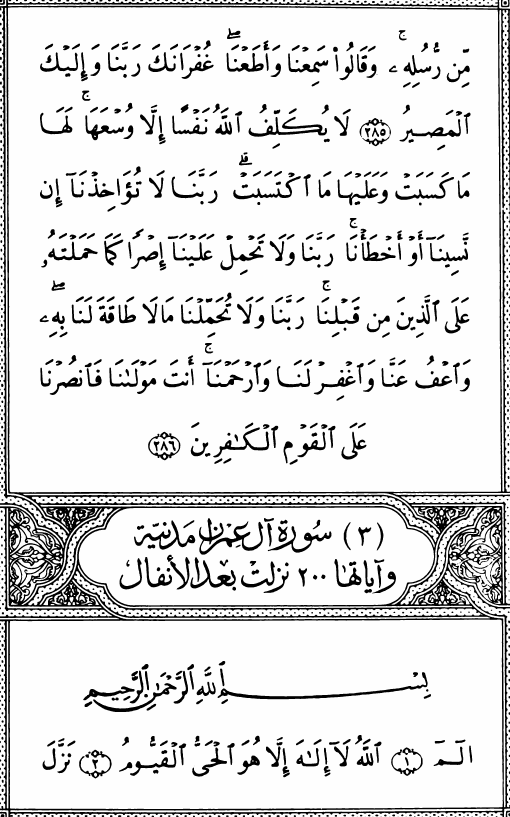 مِّن رُّسُلِهِۦۚ وَقَالُوا۟ سَمِعْنَا وَأَطَعْنَاۖ غُفْرَانَكَ رَبَّنَا وَإِلَيْكَ
ٱلْمَصِيرُ ﴿٢٨٥﴾ لَا يُكَلِّفُ ٱللَّهُ نَفْسًا إِلَّا وُسْعَهَاۚ لَهَا
مَا كَسَبَتْ وَعَلَيْهَا مَا ٱكْتَسَبَتْۗ رَبَّنَا لَا تُؤَاخِذْنَآ إِن
نَّسِينَآ أَوْ أَخْطَأْنَاۚ رَبَّنَا وَلَا تَحْمِلْ عَلَيْنَآ إِصْرًا كَمَا حَمَلْتَهُۥ
عَلَى ٱلَّذِينَ مِن قَبْلِنَاۚ رَبَّنَا وَلَا تُحَمِّلْنَا مَا لَا طَاقَةَ لَنَا بِهِۦۖ
وَٱعْفُ عَنَّا وَٱغْفِرْ لَنَا وَٱرْحَمْنَآۚ أَنتَ مَوْلَىٰنَا فَٱنصُرْنَا
عَلَى ٱلْقَوْمِ ٱلْكَٰفِرِينَ ﴿٢٨٦﴾
(٣) سورة آل عمران مدنية
وآياتها ٢٠٠ نزلت بعد الأنفال
بِسْمِ ٱللَّهِ ٱلرَّحْمَٰنِ ٱلرَّحِيمِ
الٓمٓ ﴿١﴾ ٱللَّهُ لَآ إِلَٰهَ إِلَّا هُوَ ٱلْحَىُّ ٱلْقَيُّومُ ﴿٢﴾ نَزَّلَ